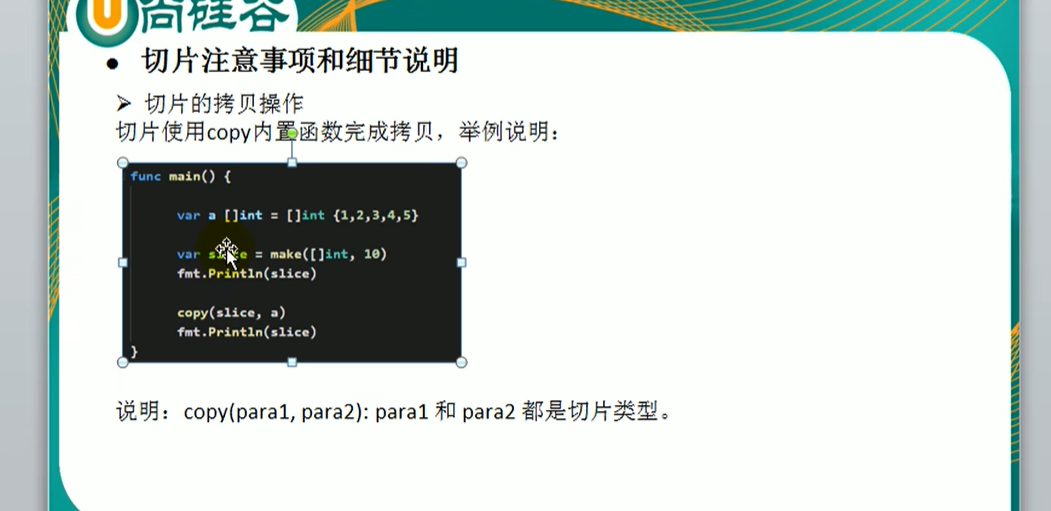 尚硅谷
● 切片注意事项和细节说明
➢ 切片的拷贝操作
切片使用copy内置函数完成拷贝，举例说明：
func main() {
var a []int = []int {1,2,3,4,5}
var slice = make([]int, 10)
fmt.Println(slice)
copy(slice, a)
fmt.Println(slice)
}
说明：copy(para1, para2): para1 和 para2 都是切片类型。